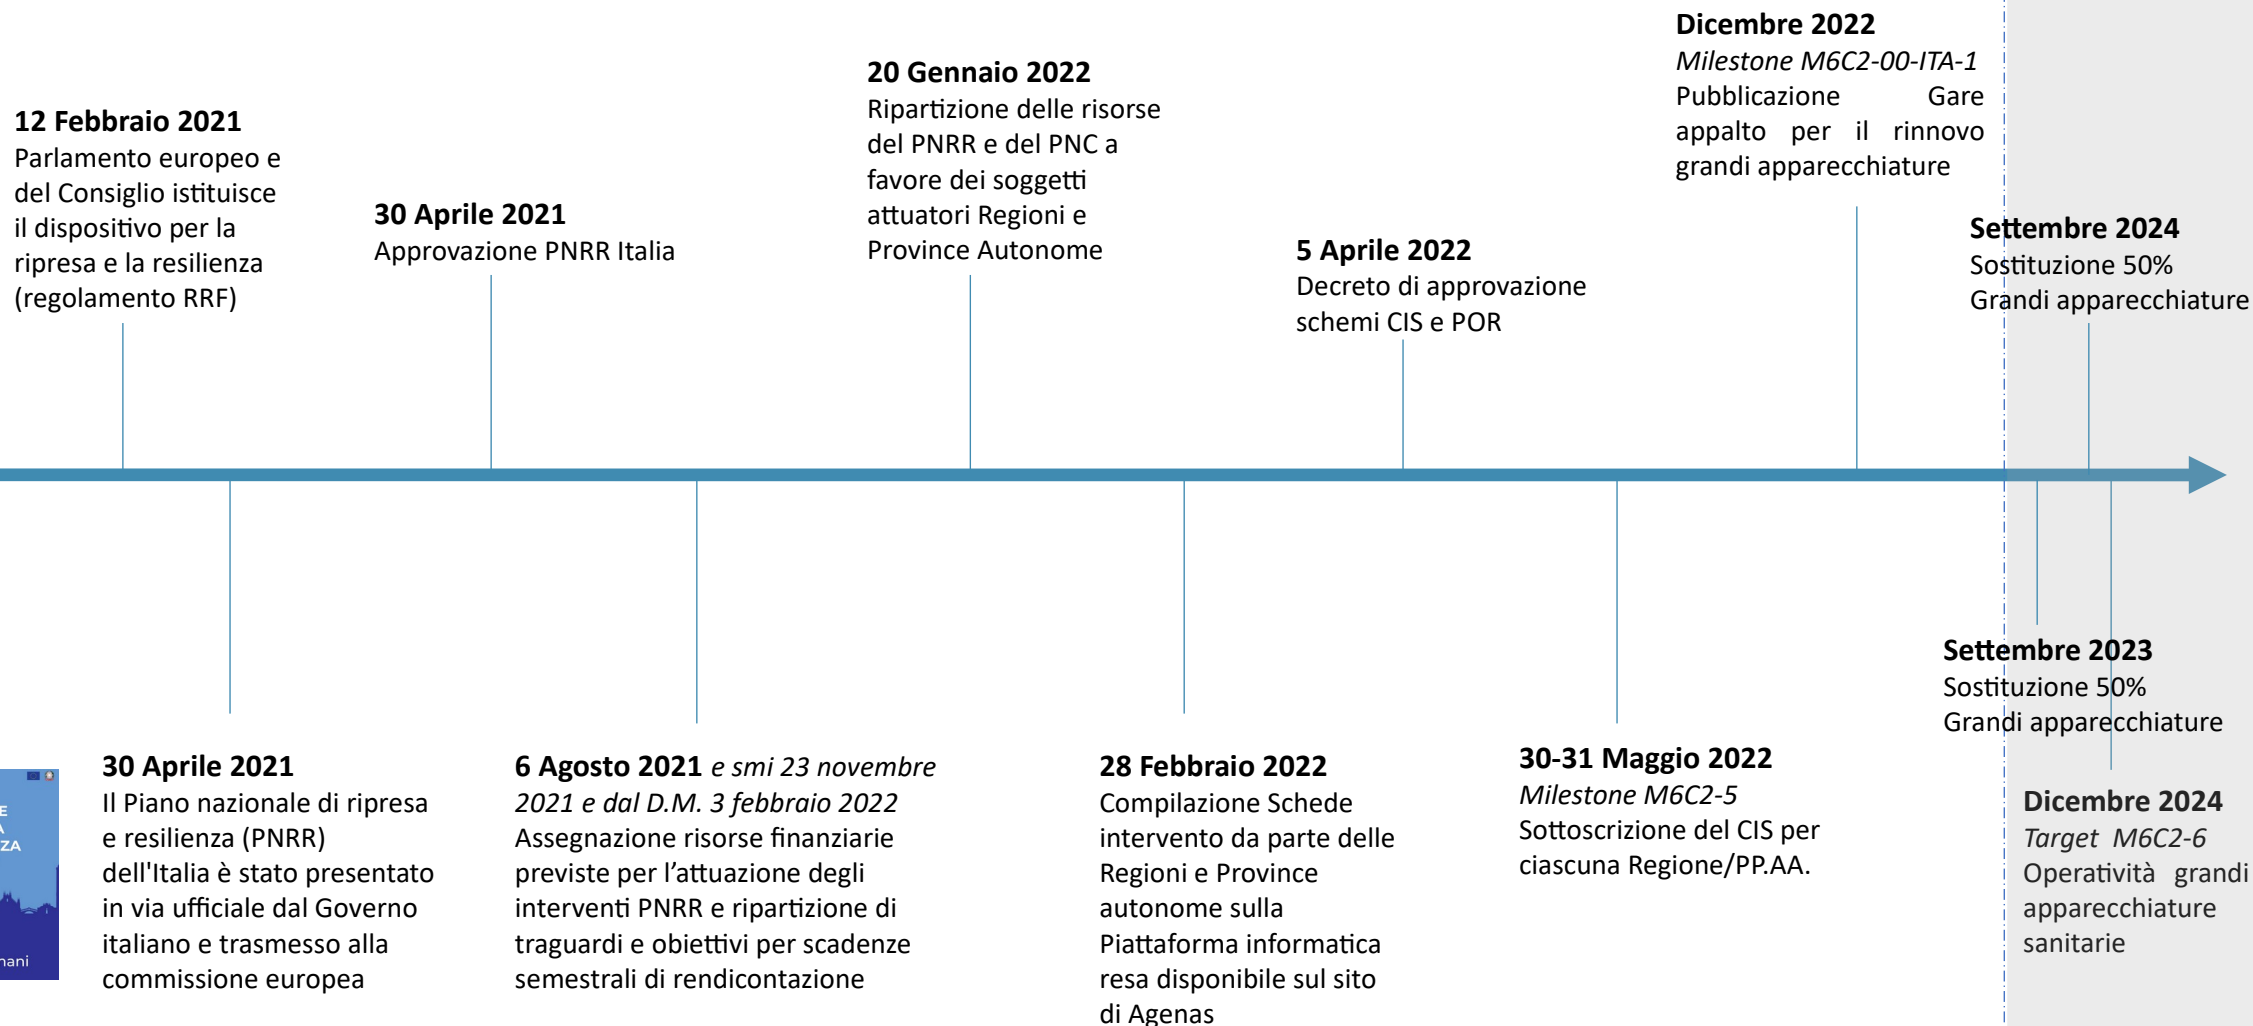 12 Febbraio 2021
Parlamento europeo e
del Consiglio istituisce
il dispositivo per la
ripresa e la resilienza
(regolamento RRF)
30 Aprile 2021
Approvazione PNRR Italia
20 Gennaio 2022
Ripartizione delle risorse
del PNRR e del PNC a
favore dei soggetti
attuatori Regioni e
Province Autonome
5 Aprile 2022
Decreto di approvazione
schemi CIS e POR
Dicembre 2022
Milestone M6C2-00-ITA-1
Pubblicazione Gare
appalto per il rinnovo
grandi apparecchiature
Settembre 2024
Sostituzione 50%
Grandi apparecchiature
E
A
ZA
nani
30 Aprile 2021
Il Piano nazionale di ripresa
e resilienza (PNRR)
dell'Italia è stato presentato
in via ufficiale dal Governo
italiano e trasmesso alla
commissione europea
6 Agosto 2021 e smi 23 novembre
2021 e dal D.M. 3 febbraio 2022
Assegnazione risorse finanziarie
previste per l’attuazione degli
interventi PNRR e ripartizione di
traguardi e obiettivi per scadenze
semestrali di rendicontazione
28 Febbraio 2022
Compilazione Schede
intervento da parte delle
Regioni e Province
autonome sulla
Piattaforma informatica
resa disponibile sul sito
di Agenas
30-31 Maggio 2022
Milestone M6C2-5
Sottoscrizione del CIS per
ciascuna Regione/PP.AA.
Settembre 2023
Sostituzione 50%
Grandi apparecchiature
Dicembre 2024
Target M6C2-6
Operatività grandi
apparecchiature
sanitarie